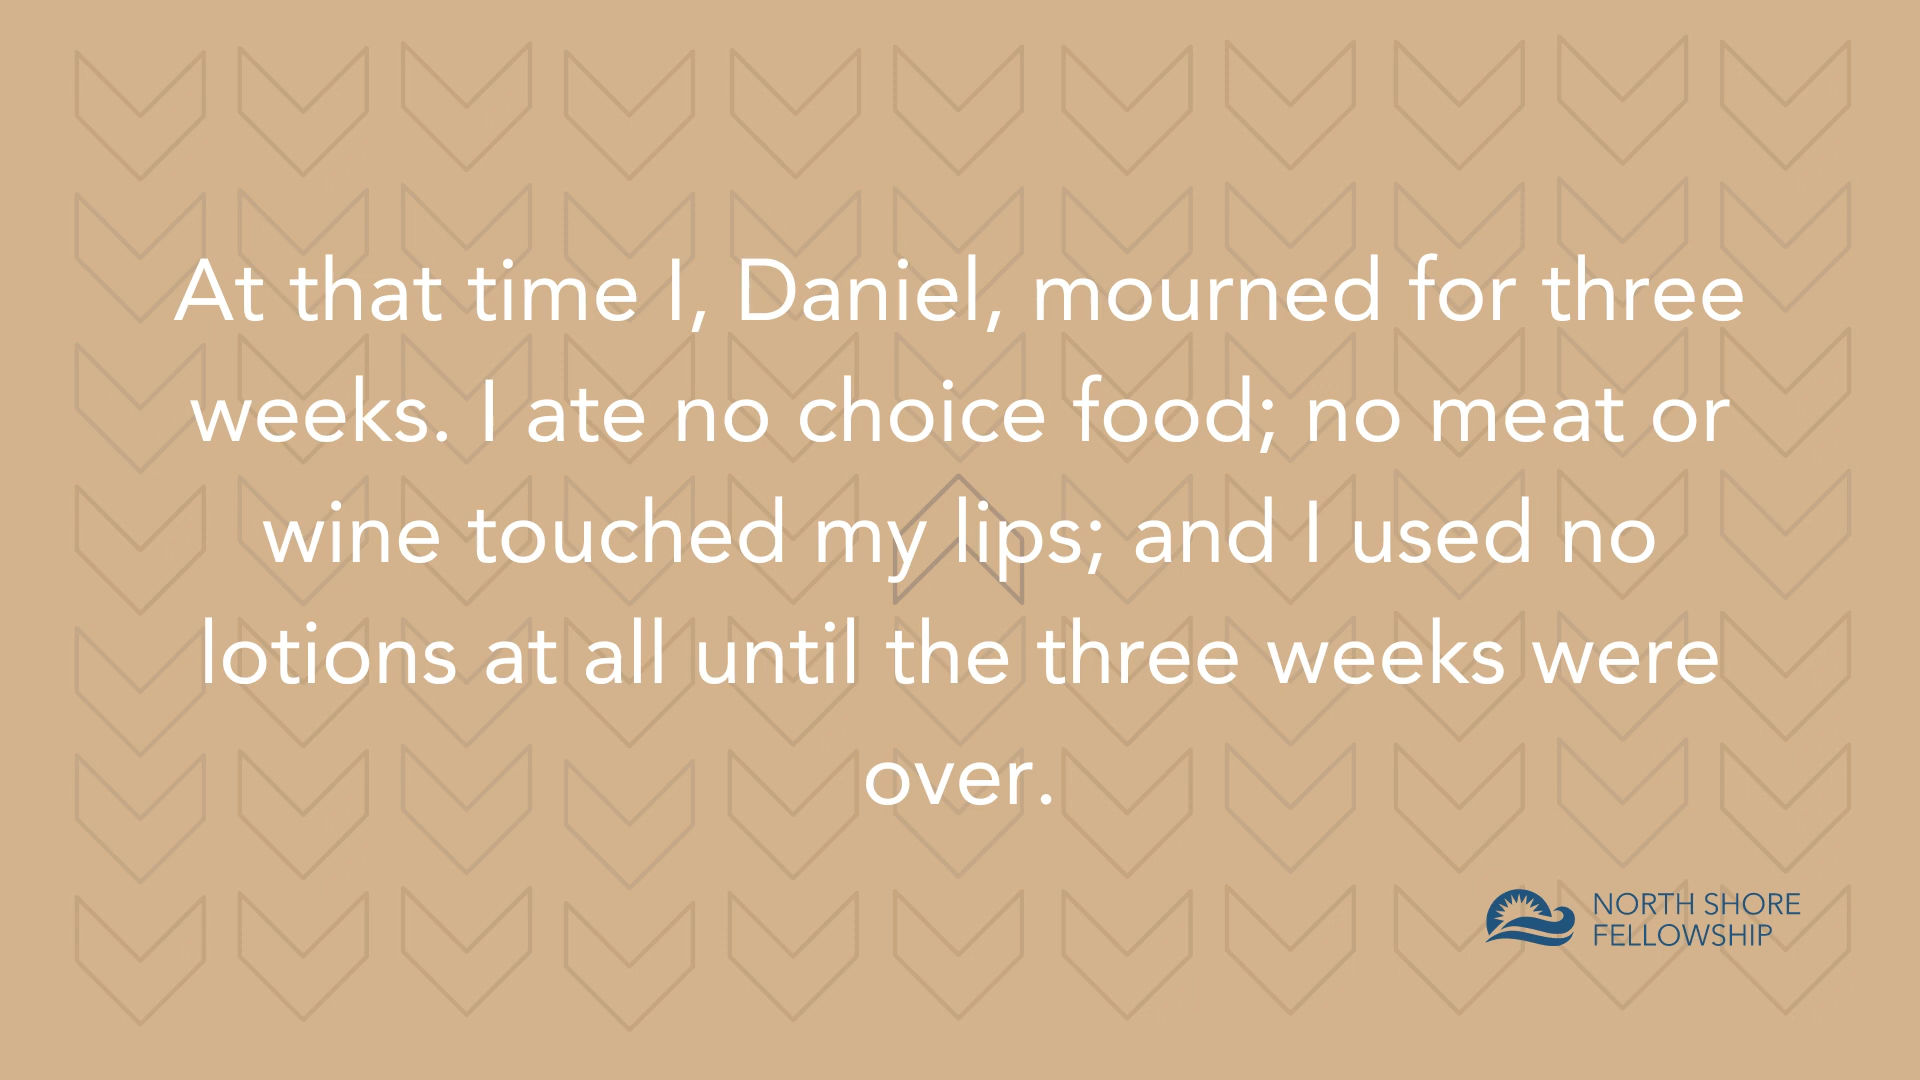 At that time I, Daniel, mourned for three
weeks. I ate no choice food; no meat or
wine touched my lips; and I used no
lotions at all until the three weeks were
over.
NORTH SHORE
FELLOWSHIP